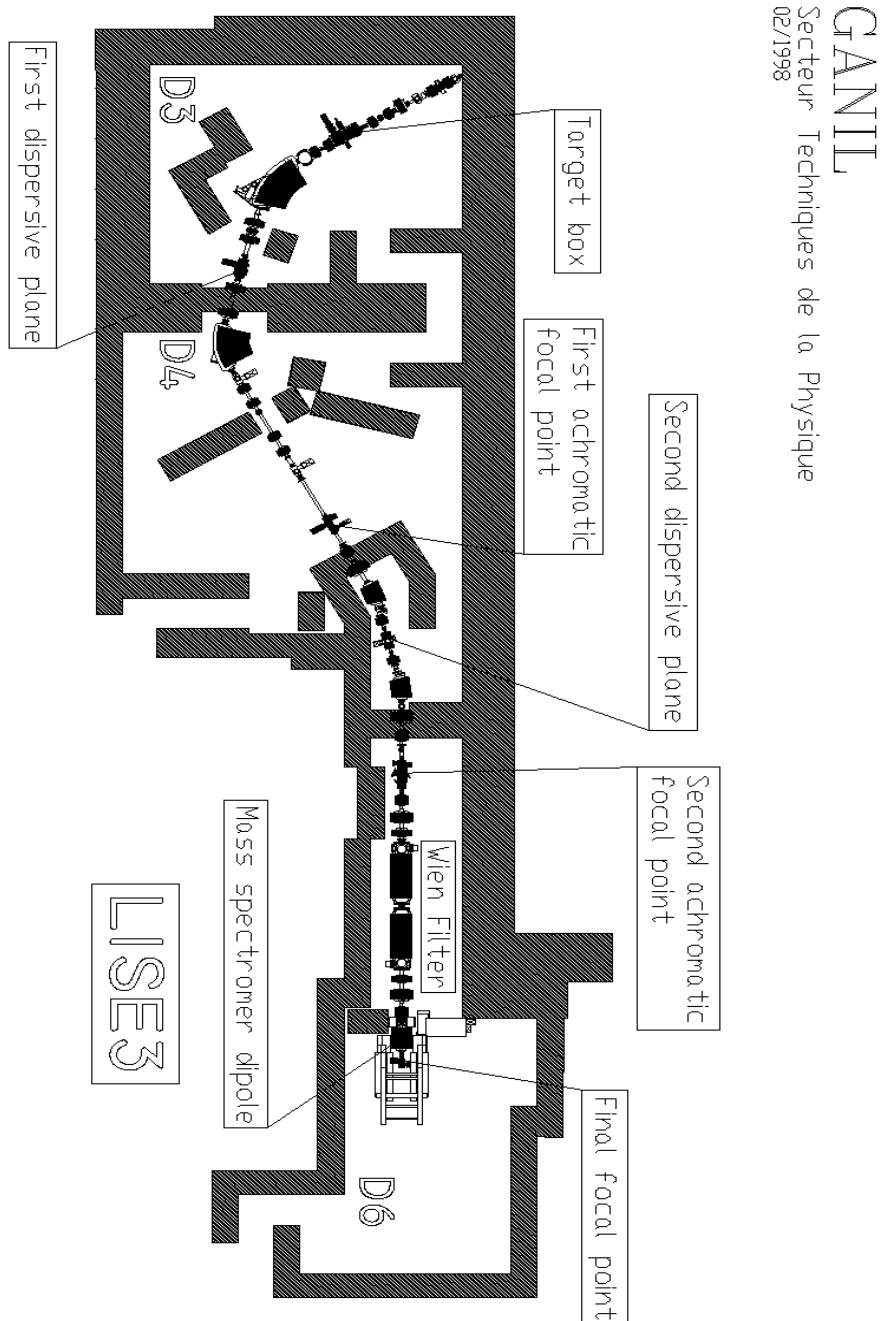 GANIL
Secteur Techniques de la Physique
02/1998
Target box
D3
First dispersive plane
First achromatic
focal point
D4
Second dispersive plane
Second achromatic
focal point
Wien Filter
Mass spectromer dipole
LISE3
Final focal point
D6